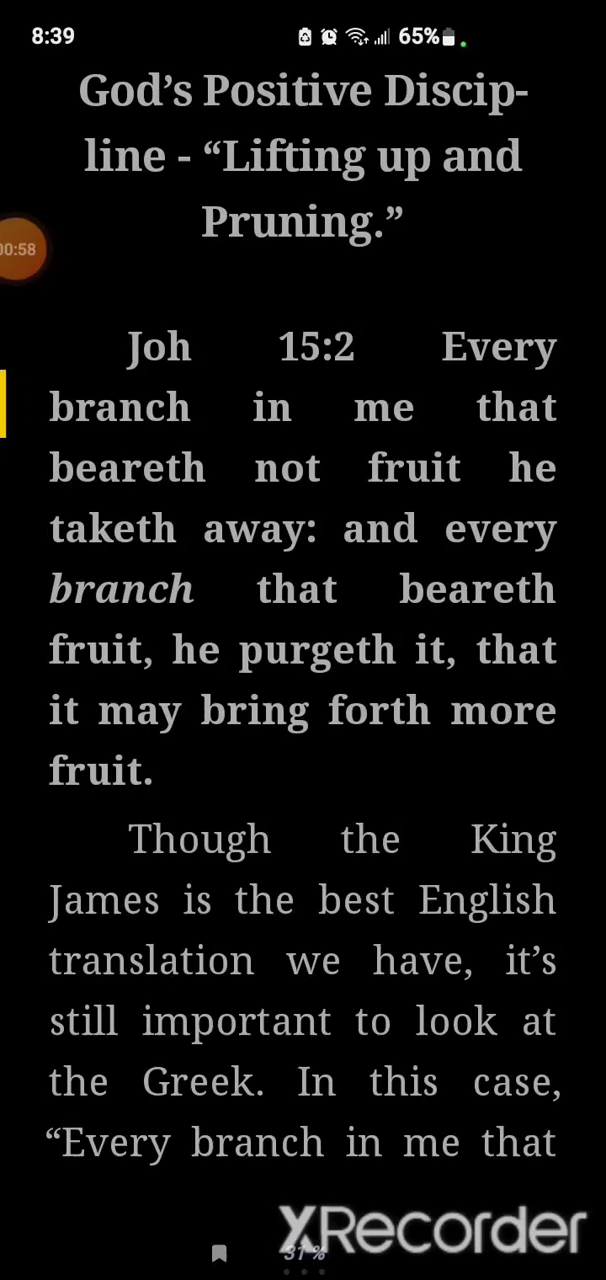 8:39
65%
God’s Positive Discip-
line - “Lifting up and
Pruning.”
00:58
Joh 15:2 Every
branch in me that
beareth not fruit he
taketh away: and every
branch that beareth
fruit, he purgeth it, that
it may bring forth more
fruit.
Though the King
James is the best English
translation we have, it’s
still important to look at
the Greek. In this case,
“Every branch in me that
XRecorder
31 %